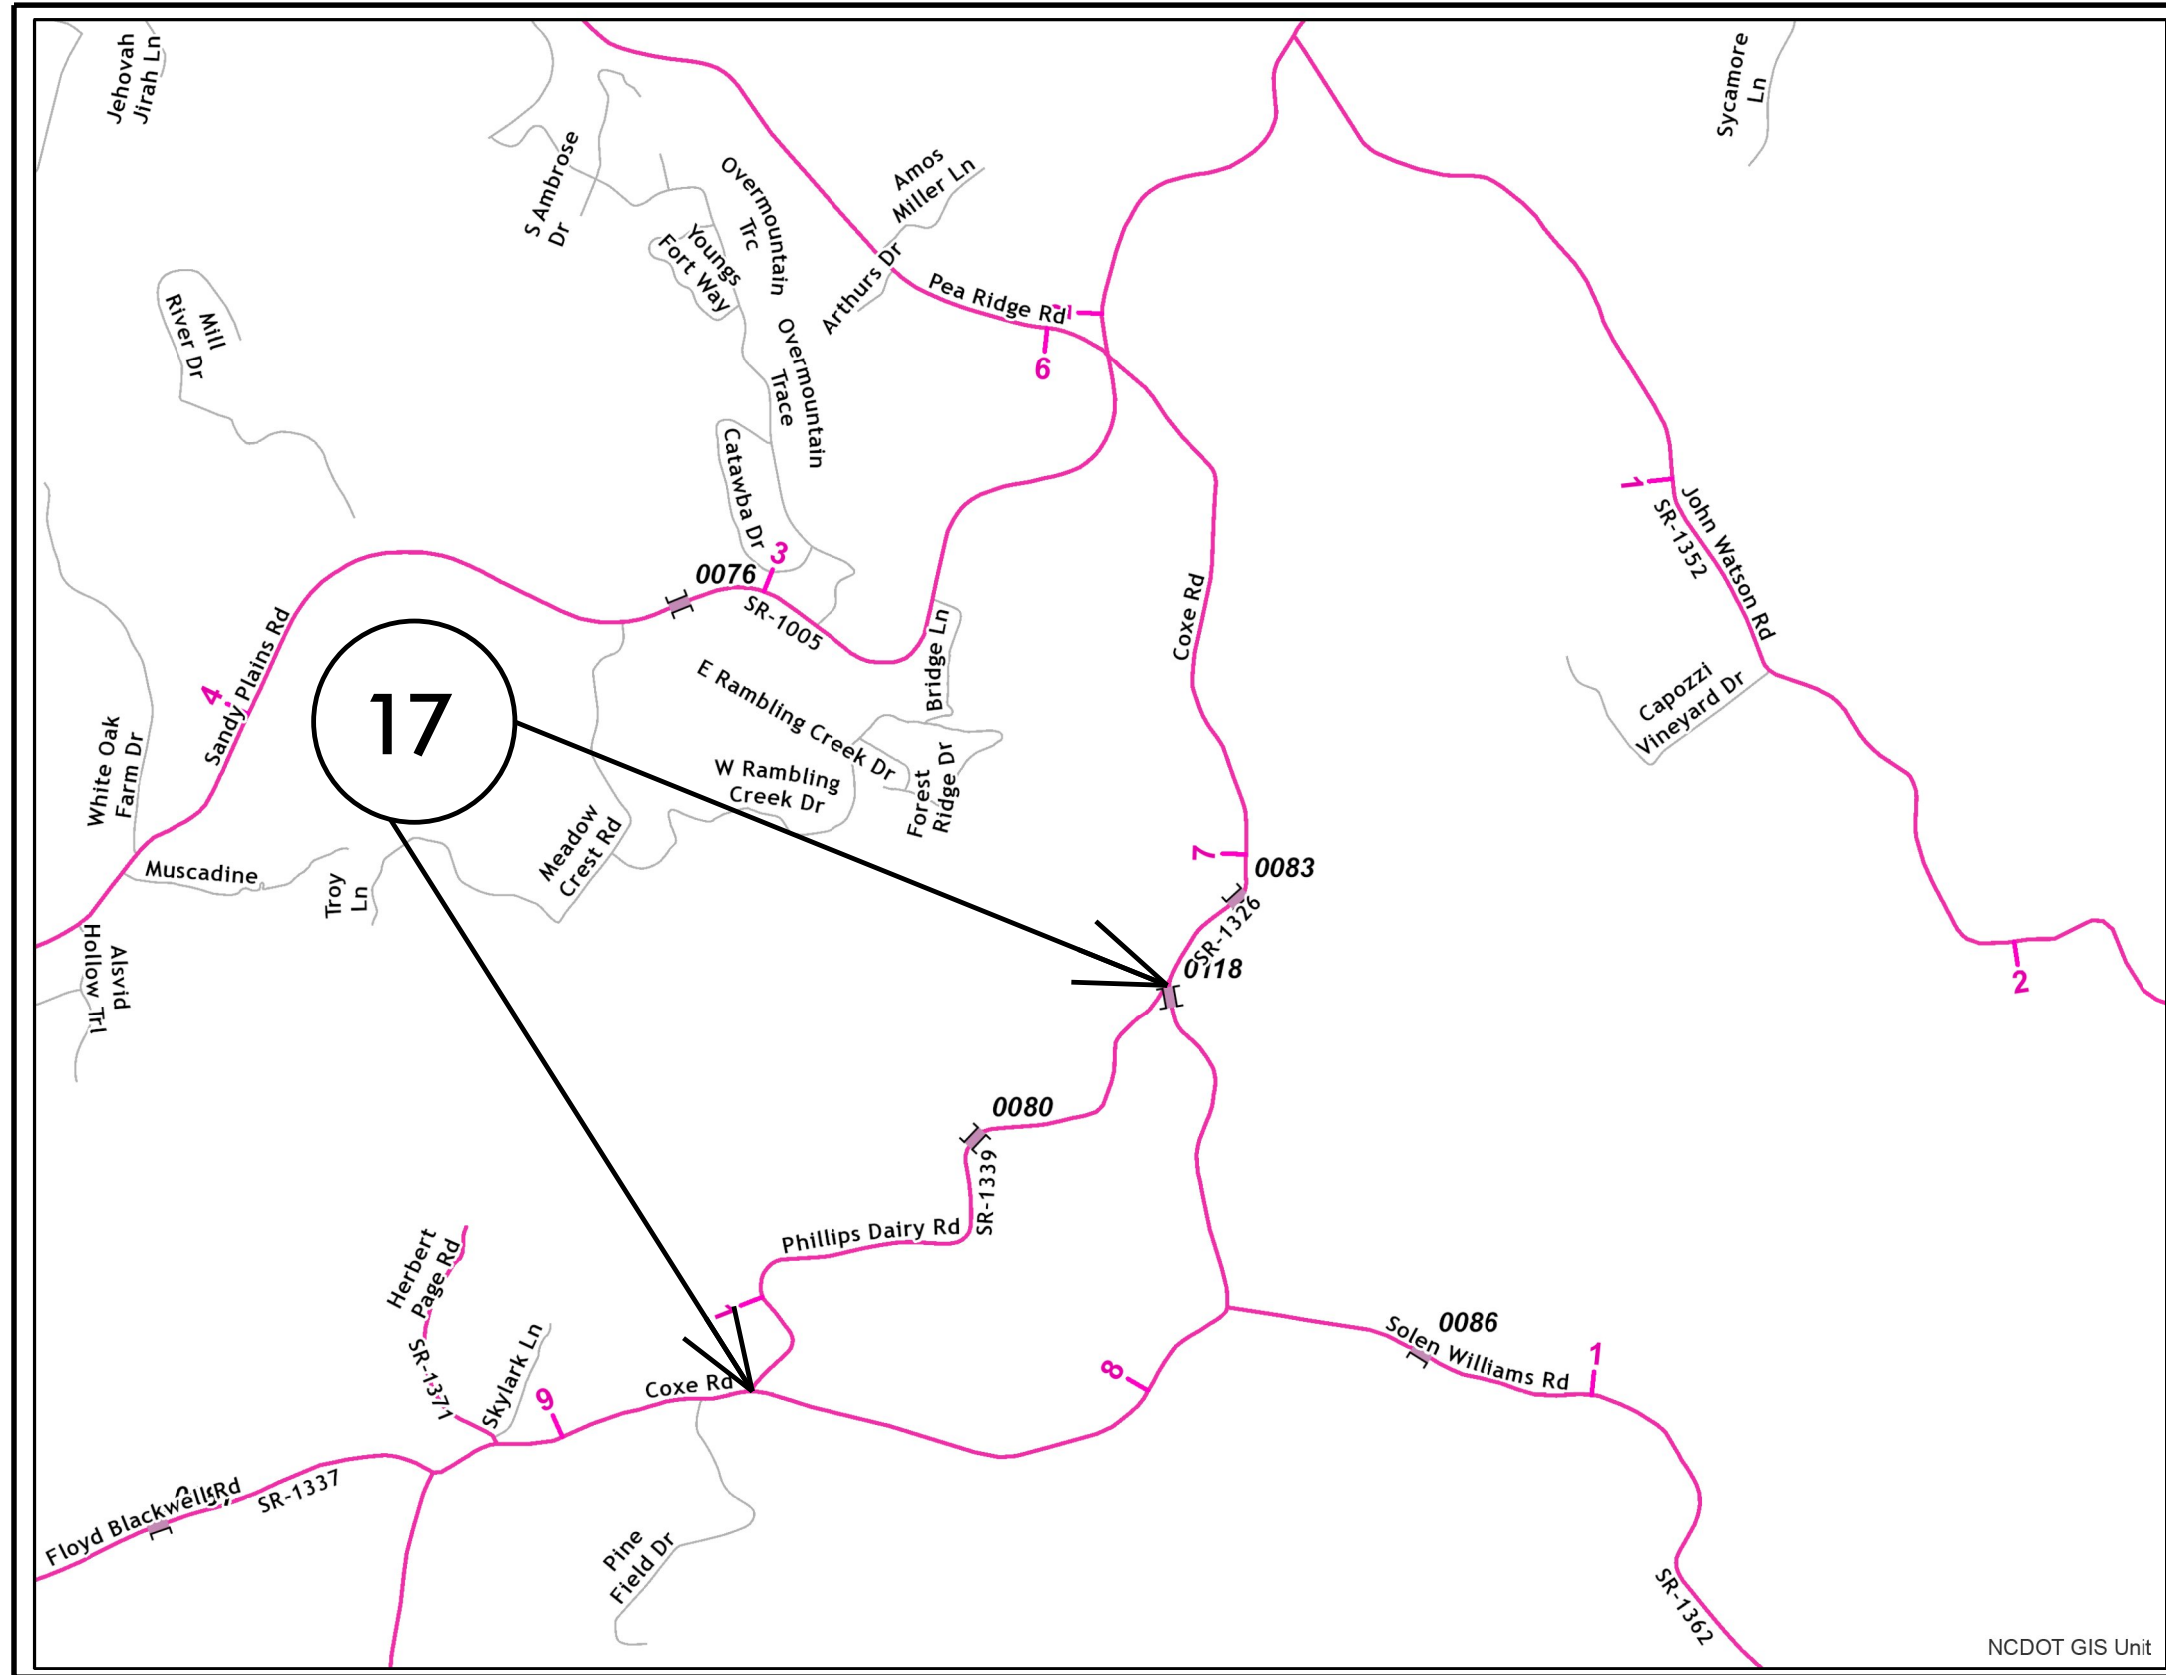 Jehovah
Jirah Ln
Sycamore
Ln
S Ambrose
Dr
Overmountain
Trc
Amos
Miller Ln
Youngs
Fort Way
Arthurs Dr
Pea Ridge Rd
6
Mill
River Dr
Overmountain
Trace
Overmountain
Catawba Dr
3
0076
SR-1005
1
SR-1352
John Watson Rd
Coxe Rd
Sandy Plains Rd
4
17
E Rambling Creek Dr
Bridge Ln
W Rambling
Creek Dr
Forest
Ridge Dr
Capozzi
Vineyard Dr
White Oak
Farm Dr
Meadow
Crest Rd
Muscadine
Troy
Ln
7
0083
SR-1326
0118
Alsvid
Hollow Trl
2
0080
SR-1339
Phillips Dairy Rd
1
Herbert
Page Rd
SR-1371
Skylark Ln
9
Coxe Rd
8
0086
Solen Williams Rd
1
Floyd Blackwell Rd
SR-1337
Pine
Field Dr
SR-1362
NCDOT GIS Unit